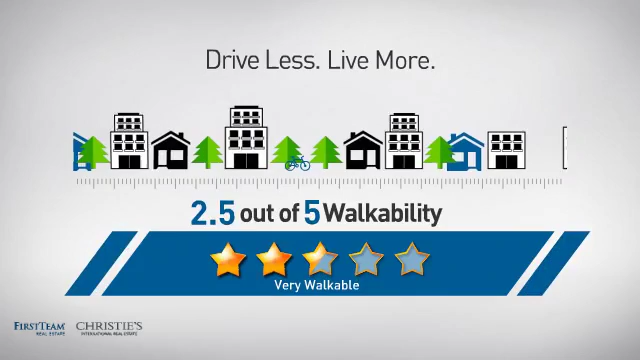 Drive Less. Live More.
2.5 out of 5 Walkability
Very Walkable
FIRSTTEAM®
REAL ESTATE
CHRISTIE'S
INTERNATIONAL REAL ESTATE